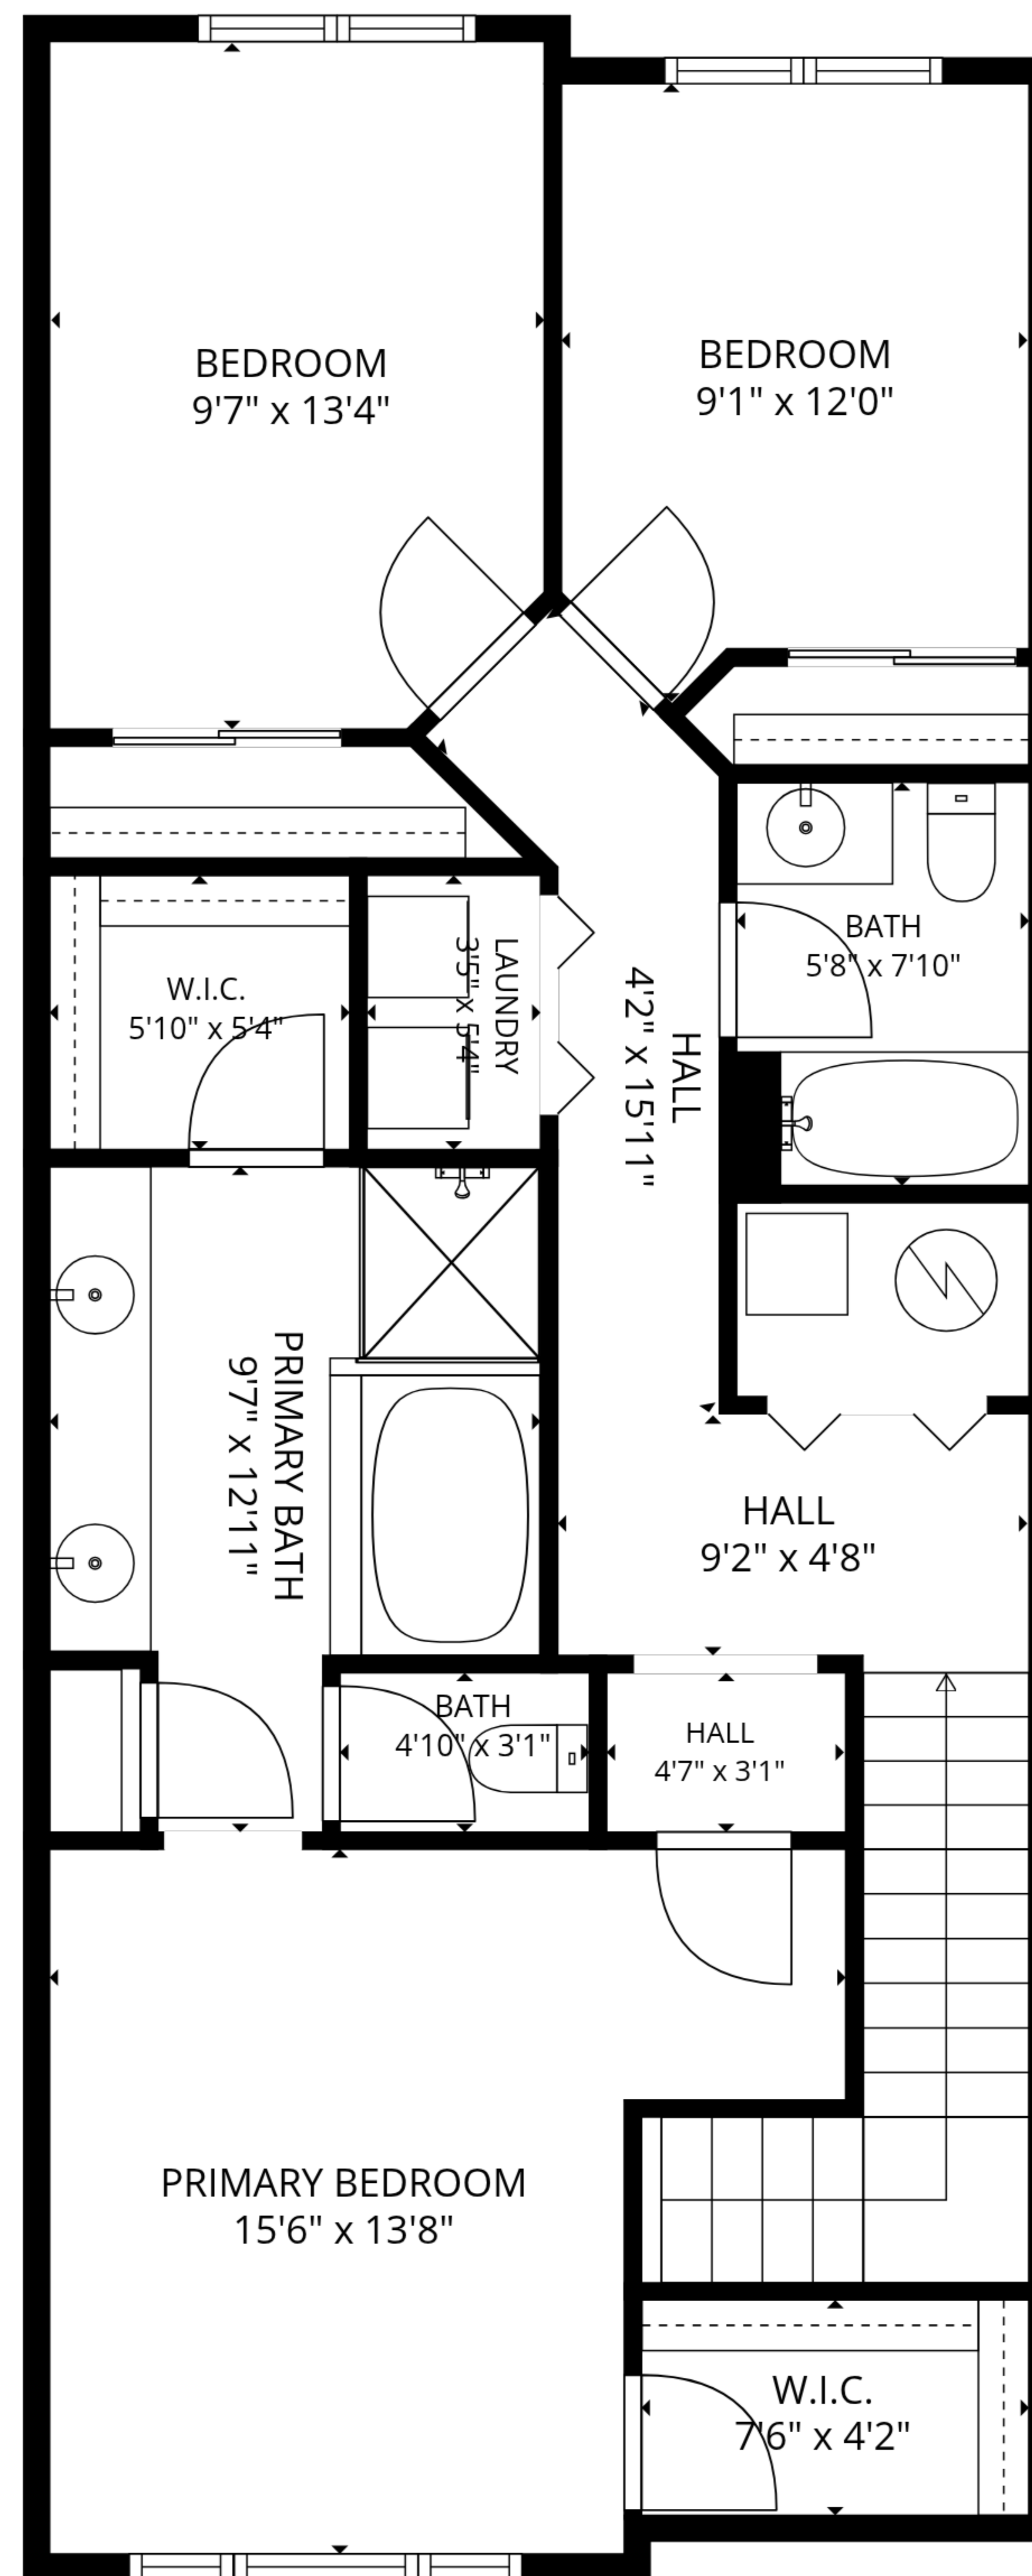 BEDROOM
9'7" x 13'4"
BEDROOM
9'1" x 12'0"
BATH
5'8" x 7'10"
W.I.C.
5'10" x 5'4"
LAUNDRY
3'5" x 5'4"
HALL
4'2" x 15'11"
PRIMARY BATH
9'7" x 12'11"
HALL
9'2" x 4'8"
BATH
4'10" x 3'1"
HALL
4'7" x 3'1"
PRIMARY BEDROOM
15'6" x 13'8"
W.I.C.
7'6" x 4'2"